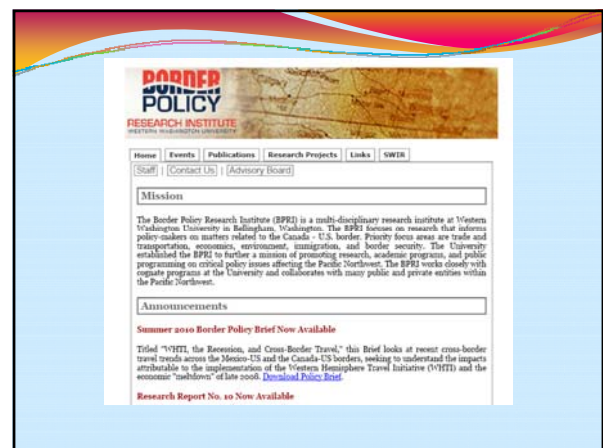 BORDER
POLICY
RESEARCH INSTITUTE
WESTERN WASHINGTON UNIVERSITY
Home Events Publications Research Projects Links SWIR
Staff | Contact Us | Advisory Board
Mission
The Border Policy Research Institute (BPRI) is a multi-disciplinary research institute at Western
Washington University in Bellingham, Washington. The BPRI focuses on research that informs
policy-makers on matters related to the Canada - U.S. border. Priority focus areas are trade and
transportation, economics, environment, immigration, and border security. The University
established the BPRI to further a mission of promoting research, academic programs, and public
programming on critical policy issues affecting the Pacific Northwest. The BPRI works closely with
cognate programs at the University and collaborates with many public and private entities within
the Pacific Northwest.
Announcements
Summer 2010 Border Policy Brief Now Available
Titled "WHTI, the Recession, and Cross-Border Travel," this Brief looks at recent cross-border
travel trends across the Mexico-US and the Canada-US borders, seeking to understand the impacts
attributable to the implementation of the Western Hemisphere Travel Initiative (WHTI) and the
economic "meltdown" of late 2008. Download Policy Brief.
Research Report No. 10 Now Available